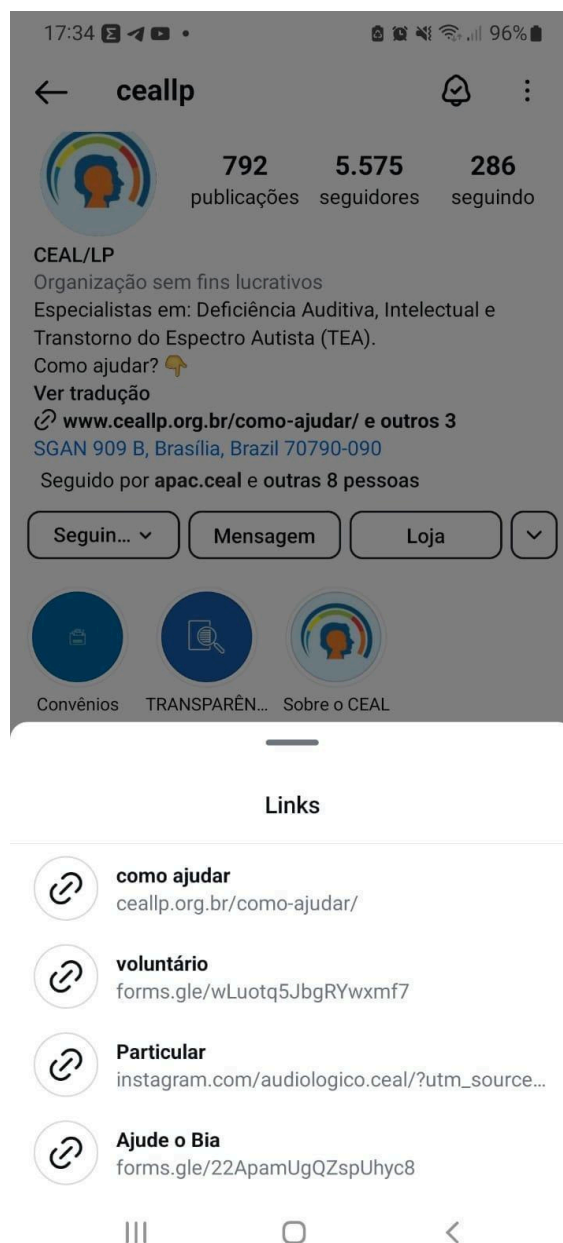 17:34
96%
ceallp
792 5.575 286
publicações seguidores seguindo
CEAL/LP
Organização sem fins lucrativos
Especialistas em: Deficiência Auditiva, Intelectual e
Transtorno do Espectro Autista (TEA).
Como ajudar? 👇
Ver tradução
www.ceallp.org.br/como-ajudar/ e outros 3
SGAN 909 B, Brasília, Brazil 70790-090
Seguido por apac.ceal e outras 8 pessoas
Seguin... Mensagem Loja
Convênios TRANSPARÊN... Sobre o CEAL
Links
como ajudar
ceallp.org.br/como-ajudar/
voluntário
forms.gle/wLuotq5JbgRYwxmf7
Particular
instagram.com/audiologico.ceal/?utm_source...
Ajude o Bia
forms.gle/22ApamUgQZspUhyc8